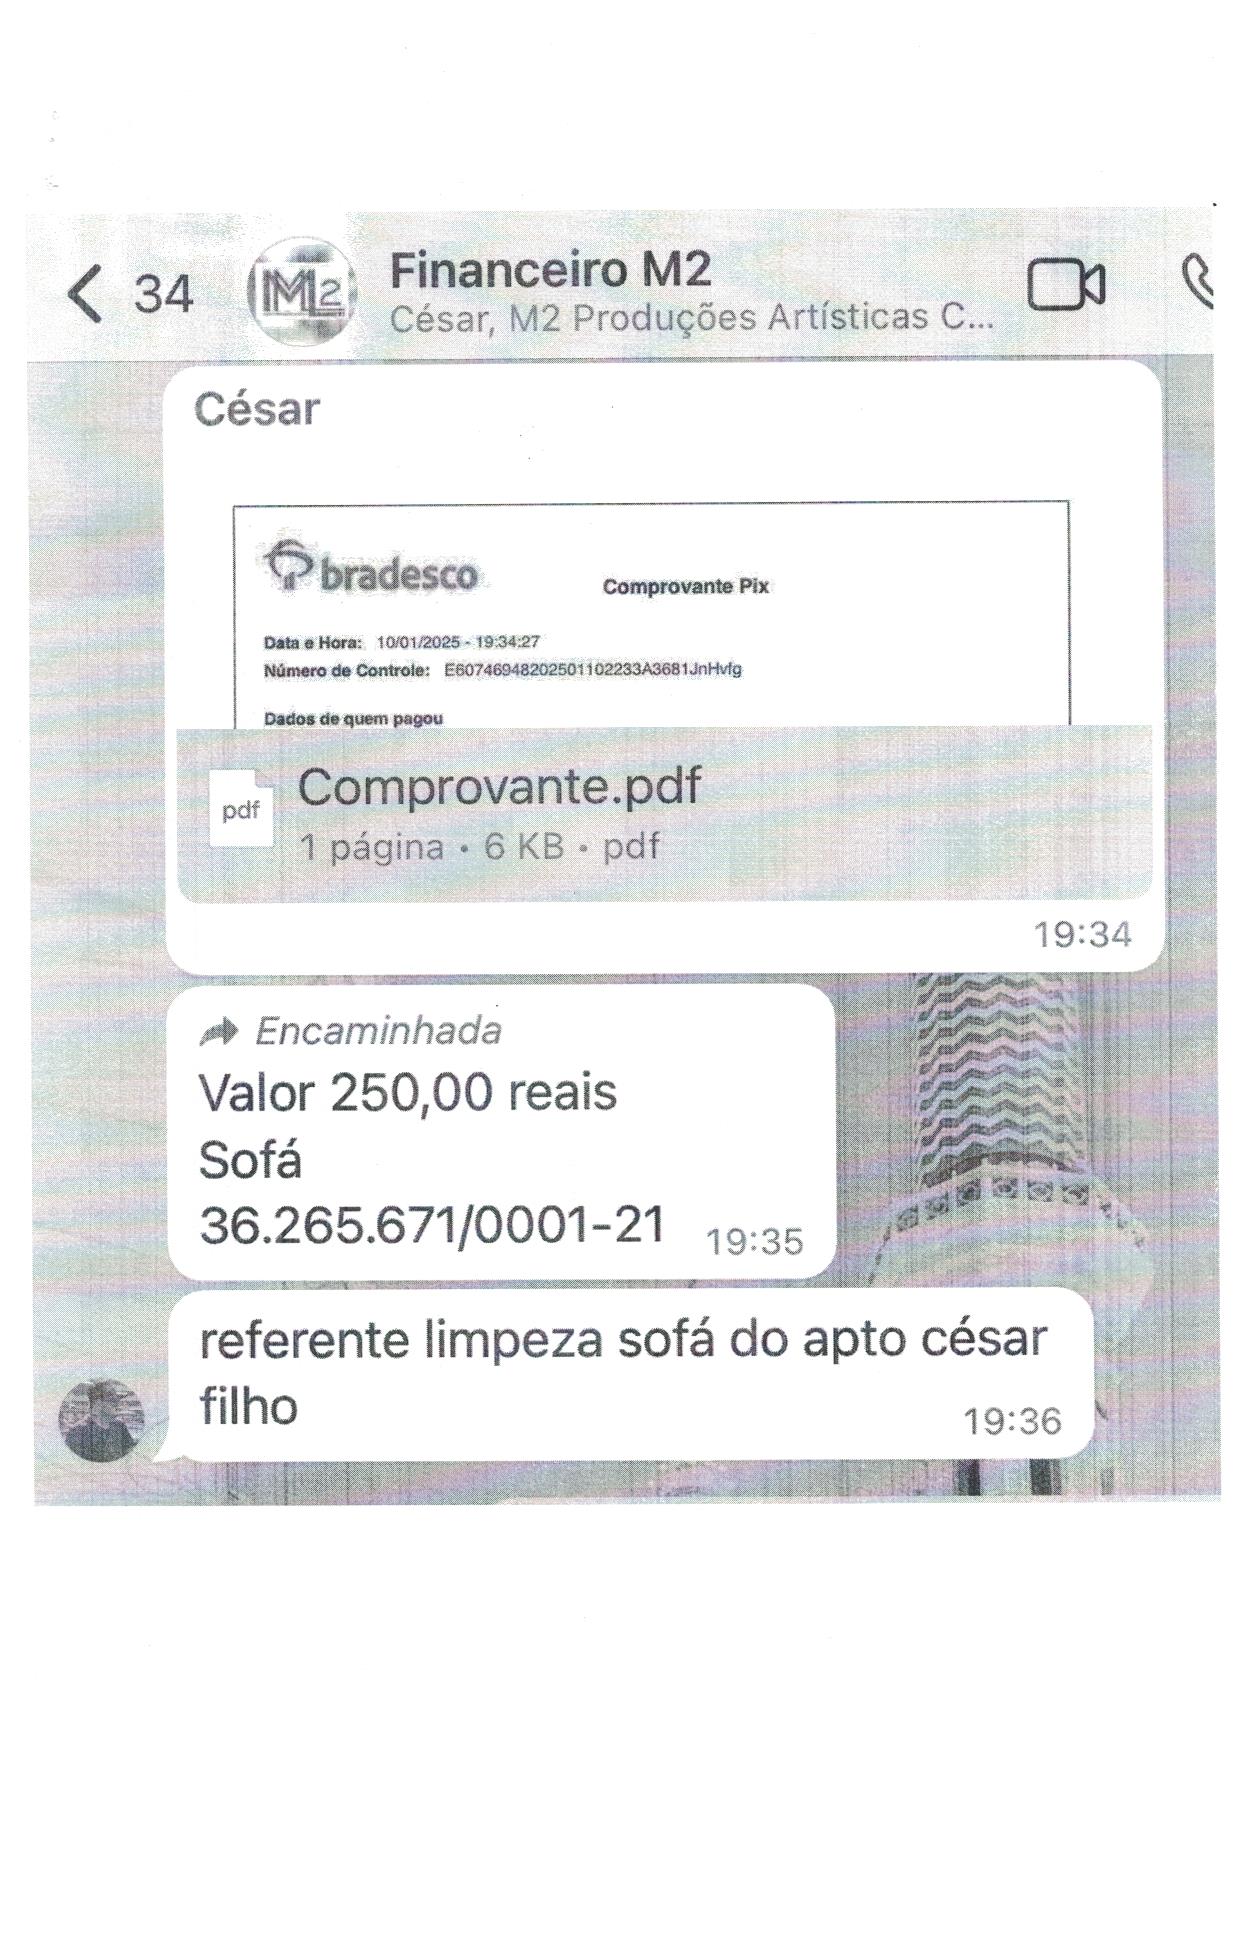 34
M2
Financeiro M2
César, M2 Produções Artísticas C...
César
bradesco
Comprovante Pix
Data e Hora: 10/01/2025 - 19:34:27
Número de Controle: E60746948202501102233A3681JnHvfg
Dados de quem pagou
pdf
Comprovante.pdf
1 página • 6 KB • pdf
19:34
Encaminhada
Valor 250,00 reais
Sofá
36.265.671/0001-21
19:35
referente limpeza sofá do apto césar
filho
19:36